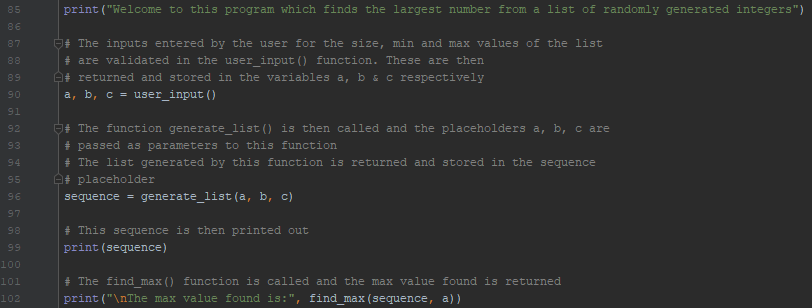 85 print("Welcome to this program which finds the largest number from a list of randomly generated integers")
86
87 # The inputs entered by the user for the size, min and max values of the list
88 # are validated in the user_input() function. These are then
89 # returned and stored in the variables a, b & c respectively
90 a, b, c = user_input()
91
92 # The function generate_list() is then called and the placeholders a, b, c are
93 # passed as parameters to this function
94 # The list generated by this function is returned and stored in the sequence
95 # placeholder
96 sequence = generate_list(a, b, c)
97
98 # This sequence is then printed out
99 print(sequence)
100
101 # The find_max() function is called and the max value found is returned
102 print("\nThe max value found is:", find_max(sequence, a))